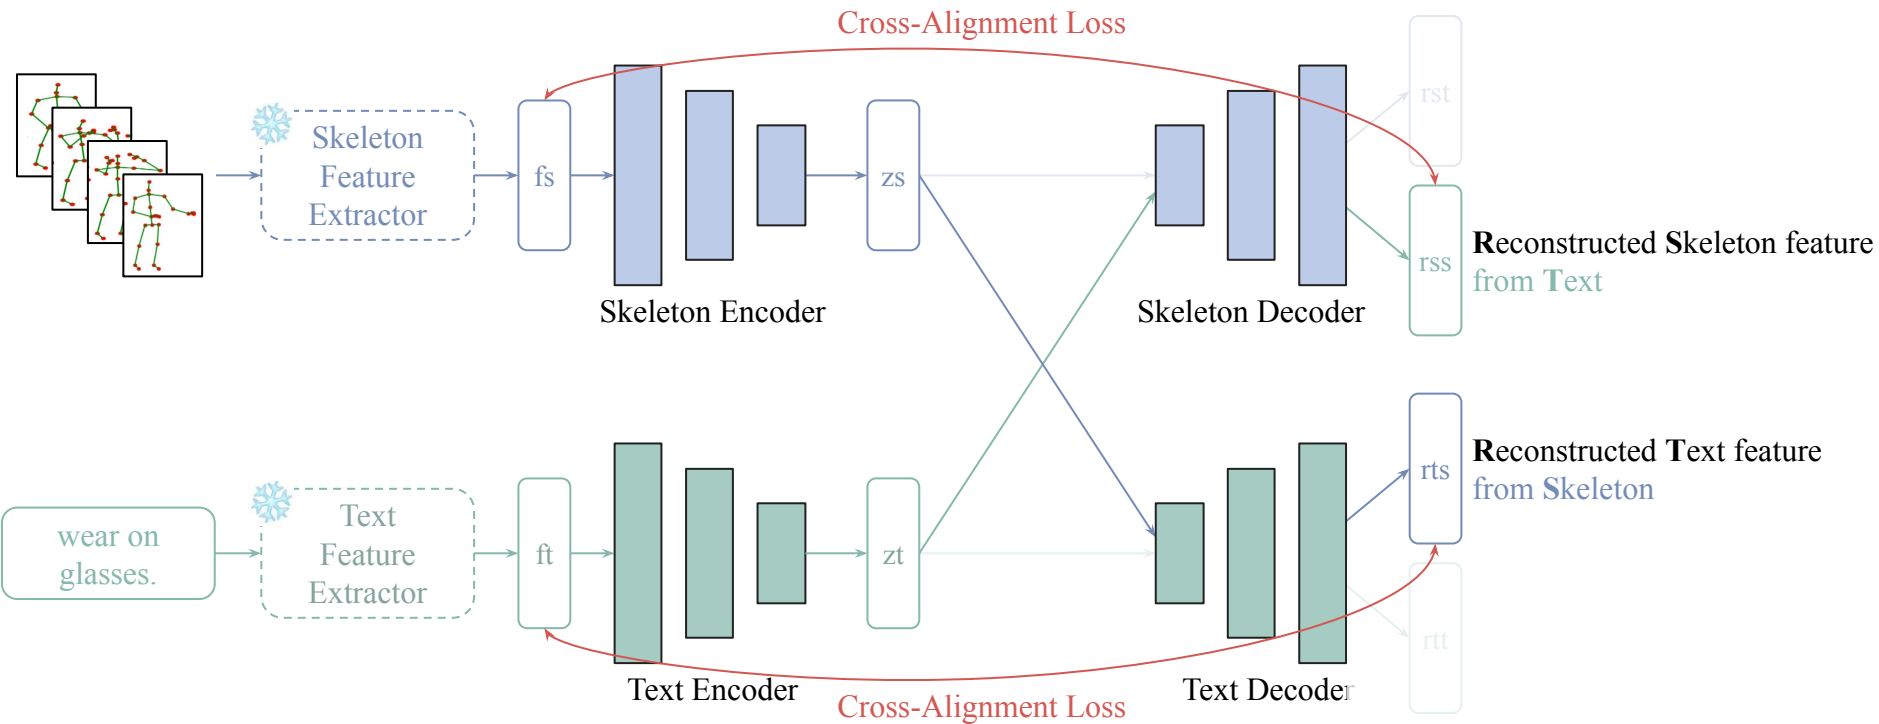 Cross-Alignment Loss
rst
Skeleton
Feature
Extractor
fs
zs
rss
Reconstructed Skeleton feature
from Text
Skeleton Encoder
Skeleton Decoder
wear on
glasses.
Text
Feature
Extractor
ft
zt
rts
Reconstructed Text feature
from Skeleton
rtt
Text Encoder
Text Decoder
Cross-Alignment Loss